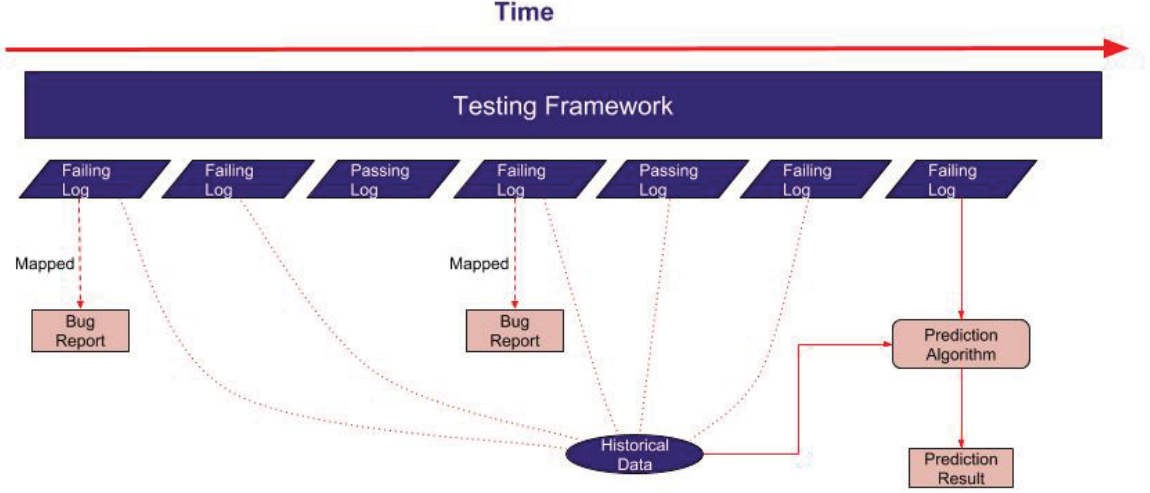 Time
Testing Framework
Failing
Log
Failing
Log
Passing
Log
Failing
Log
Passing
Log
Failing
Log
Failing
Log
Mapped
Mapped
Bug
Report
Bug
Report
Prediction
Algorithm
Historical
Data
Prediction
Result